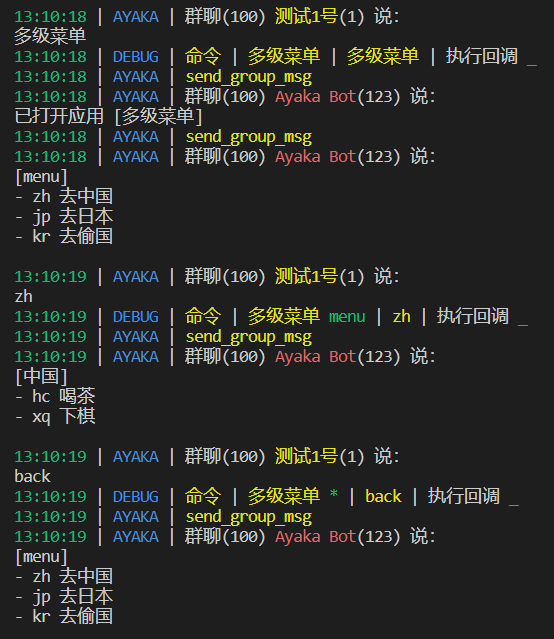 13:10:18 | AYAKA | 群聊(100) 测试1号(1) 说:
多级菜单
13:10:18 | DEBUG | 命令 | 多级菜单 | 多级菜单 | 执行回调 _
13:10:18 | AYAKA | send_group_msg
13:10:18 | AYAKA | 群聊(100) Ayaka Bot(123) 说:
已打开应用 [多级菜单]
13:10:18 | AYAKA | send_group_msg
13:10:18 | AYAKA | 群聊(100) Ayaka Bot(123) 说:
[menu]
- zh 去中国
- jp 去日本
- kr 去偷国
13:10:19 | AYAKA | 群聊(100) 测试1号(1) 说:
zh
13:10:19 | DEBUG | 命令 | 多级菜单 menu | zh | 执行回调 _
13:10:19 | AYAKA | send_group_msg
13:10:19 | AYAKA | 群聊(100) Ayaka Bot(123) 说:
[中国]
- hc 喝茶
- xq 下棋
13:10:19 | AYAKA | 群聊(100) 测试1号(1) 说:
back
13:10:19 | DEBUG | 命令 | 多级菜单 * | back | 执行回调 _
13:10:19 | AYAKA | send_group_msg
13:10:19 | AYAKA | 群聊(100) Ayaka Bot(123) 说:
[menu]
- zh 去中国
- jp 去日本
- kr 去偷国